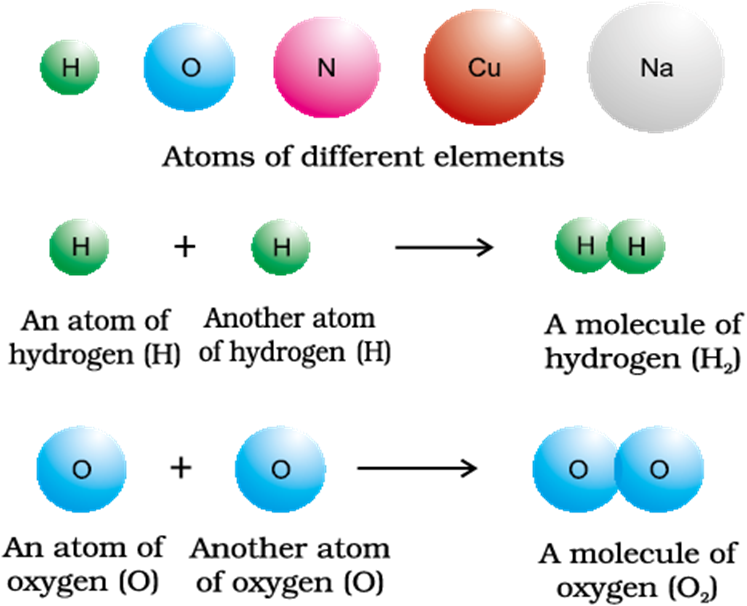 H O N Cu Na
Atoms of different elements
H + H H H
An atom of Another atom A molecule of
hydrogen (H) of hydrogen (H) hydrogen (H₂)
O + O O O
An atom of Another atom A molecule of
oxygen (O) of oxygen (O) oxygen (O₂)